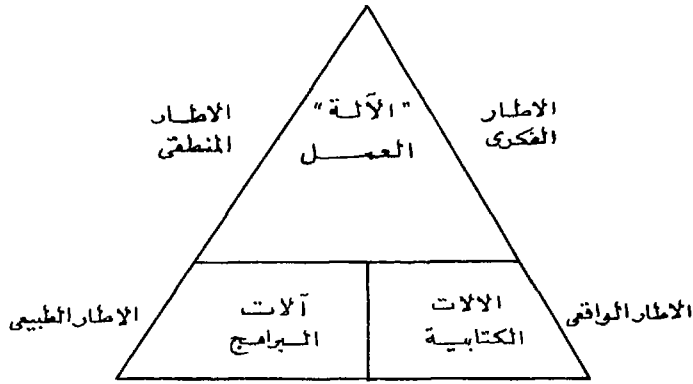 "الآلة"
العمل
الاطار
الفكرى
الاطار
المنطقى
الالات
الكتابية
آلات
البرامج
الاطار الواقعى
الاطار الطبيعى